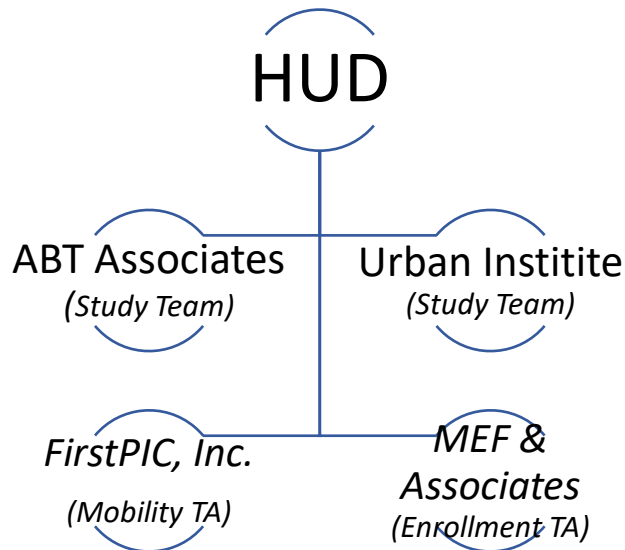 HUD
ABT Associates
(Study Team)
Urban Institite
(Study Team)
FirstPIC, Inc.
(Mobility TA)
MEF &
Associates
(Enrollment TA)